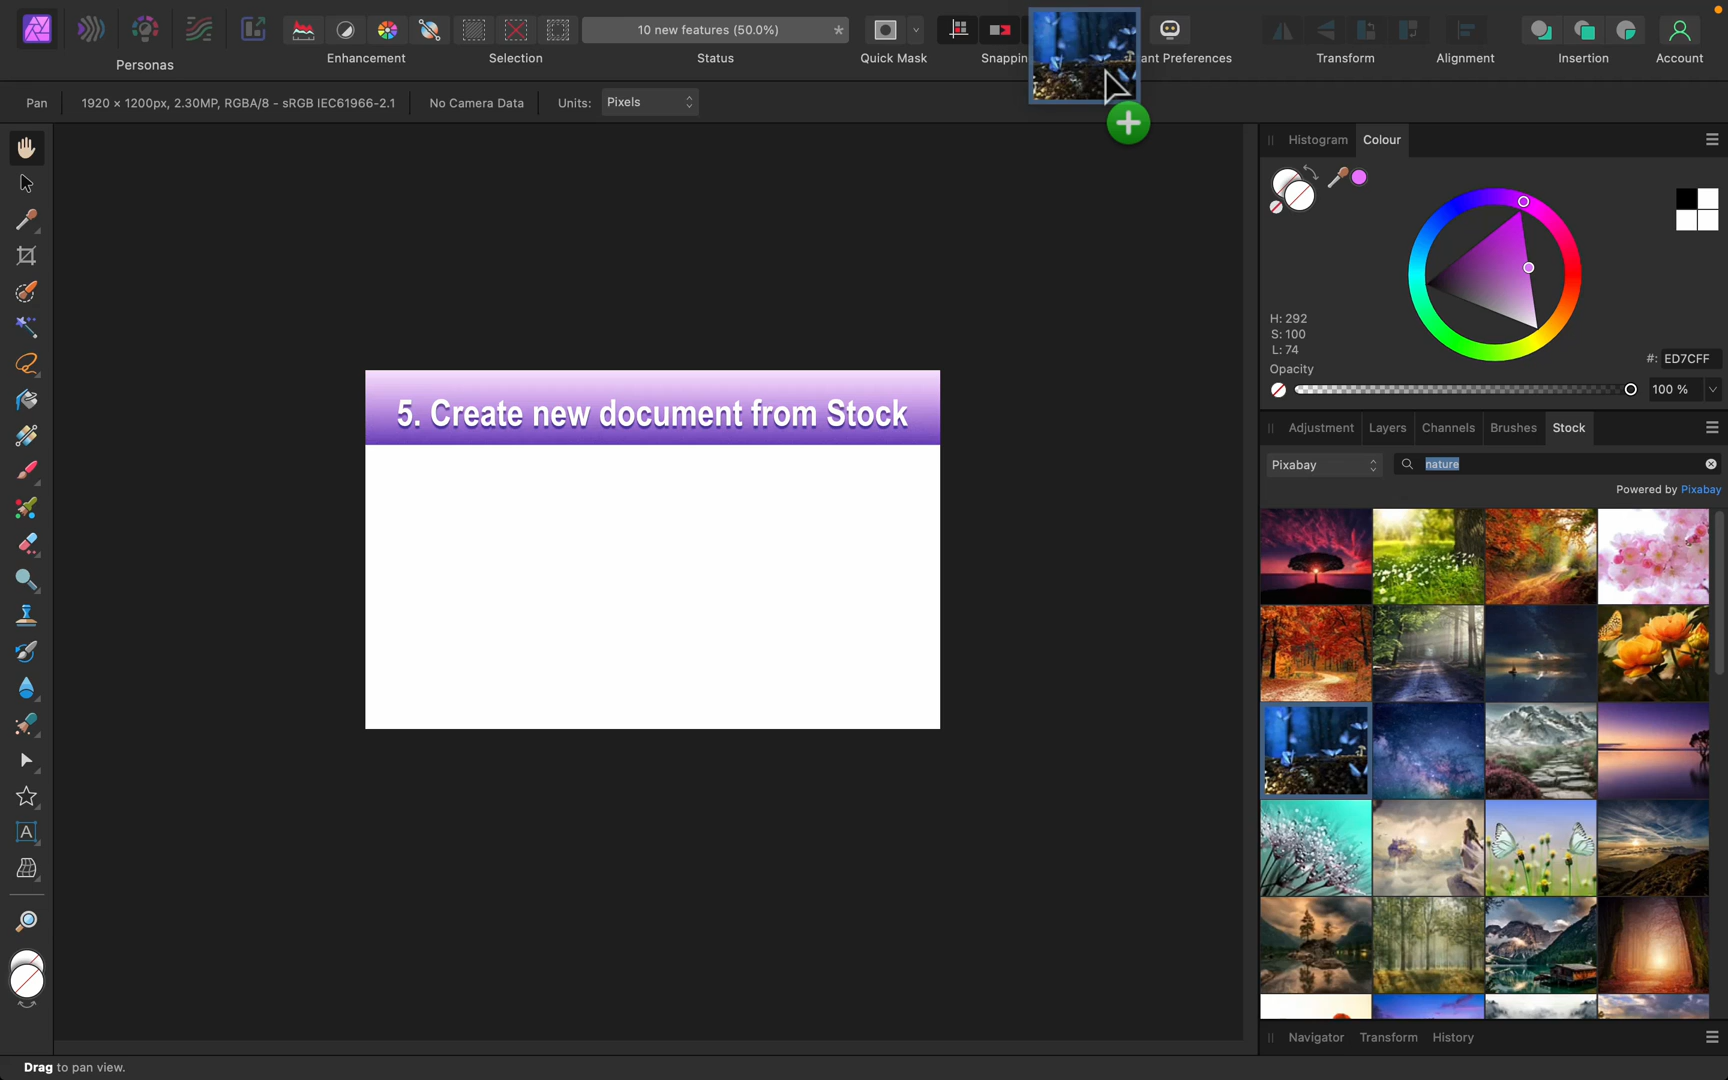 10 new features (50.0%)
*
Personas
Enhancement
Selection
Status
Quick Mask
Snappin
ant Preferences
Transform
Alignment
Insertion
Account
Pan
1920 × 1200px, 2.30MP, RGBA/8 - sRGB IEC61966-2.1
No Camera Data
Units:
Pixels
Histogram
Colour
H: 292
S: 100
L: 74
#: ED7CFF
Opacity
100 %
5. Create new document from Stock
Adjustment
Layers
Channels
Brushes
Stock
Pixabay
nature
Powered by Pixabay
A
Navigator
Transform
History
Drag to pan view.